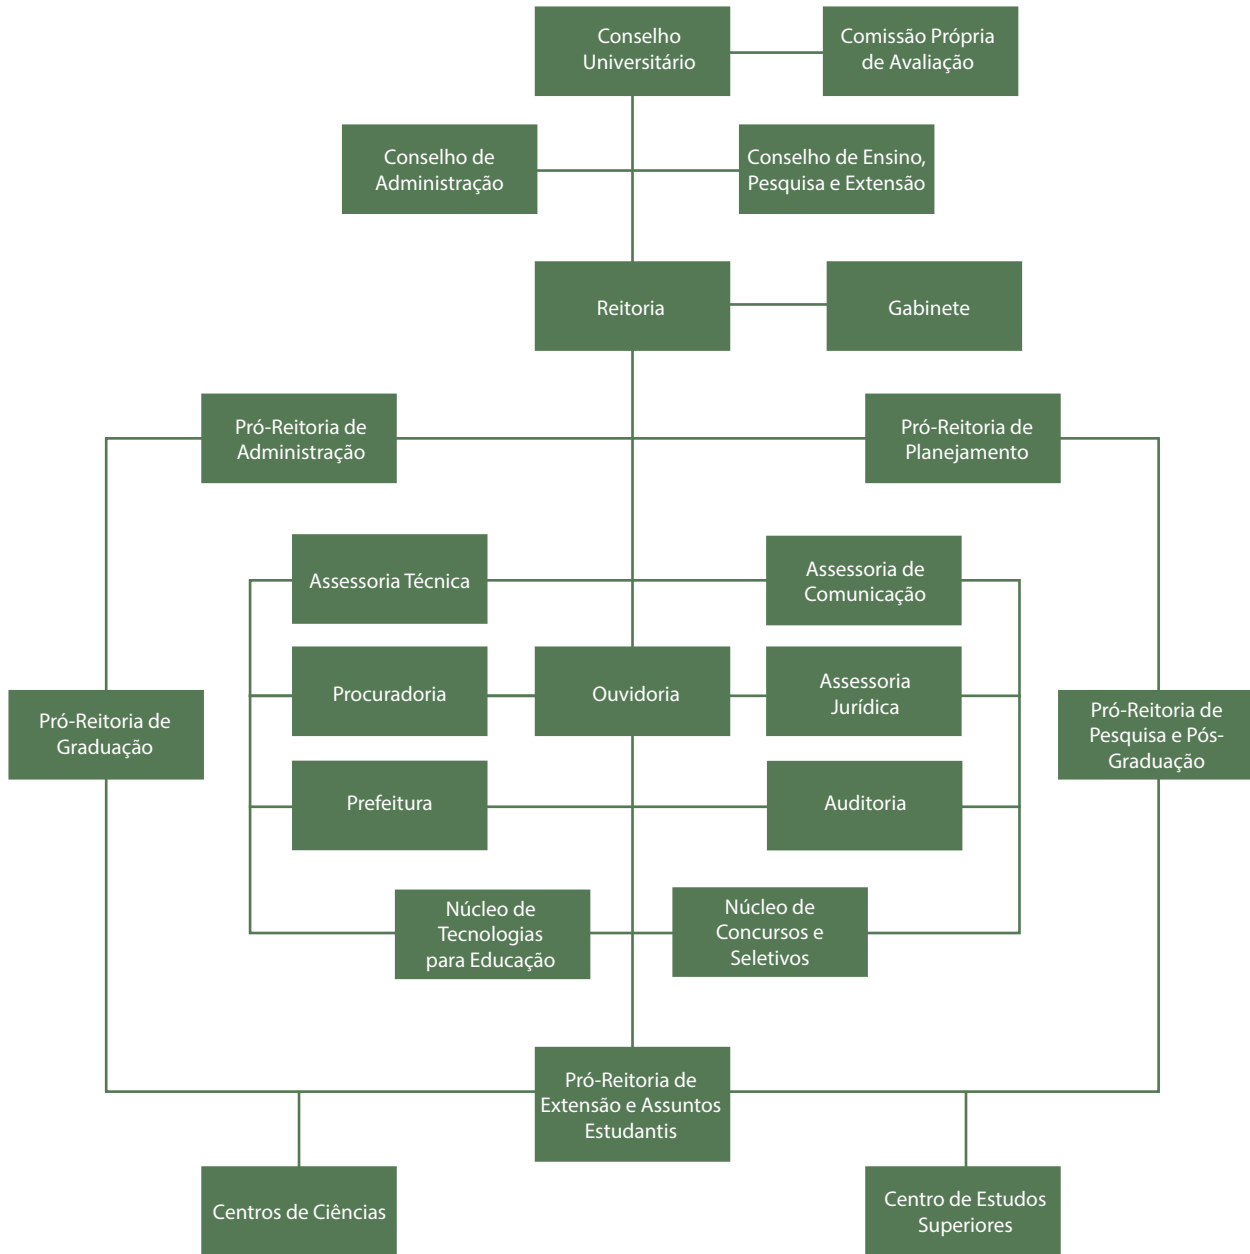 Conselho
Universitário
Comissão Própria
de Avaliação
Conselho de
Administração
Conselho de Ensino,
Pesquisa e Extensão
Reitoria
Gabinete
Pró-Reitoria de
Administração
Pró-Reitoria de
Planejamento
Assessoria Técnica
Assessoria de
Comunicação
Procuradoria
Ouvidoria
Assessoria
Jurídica
Pró-Reitoria de
Graduação
Pró-Reitoria de
Pesquisa e Pós-
Graduação
Prefeitura
Auditoria
Núcleo de
Tecnologias
para Educação
Núcleo de
Concursos e
Seletivos
Pró-Reitoria de
Extensão e Assuntos
Estudantis
Centros de Ciências
Centro de Estudos
Superiores